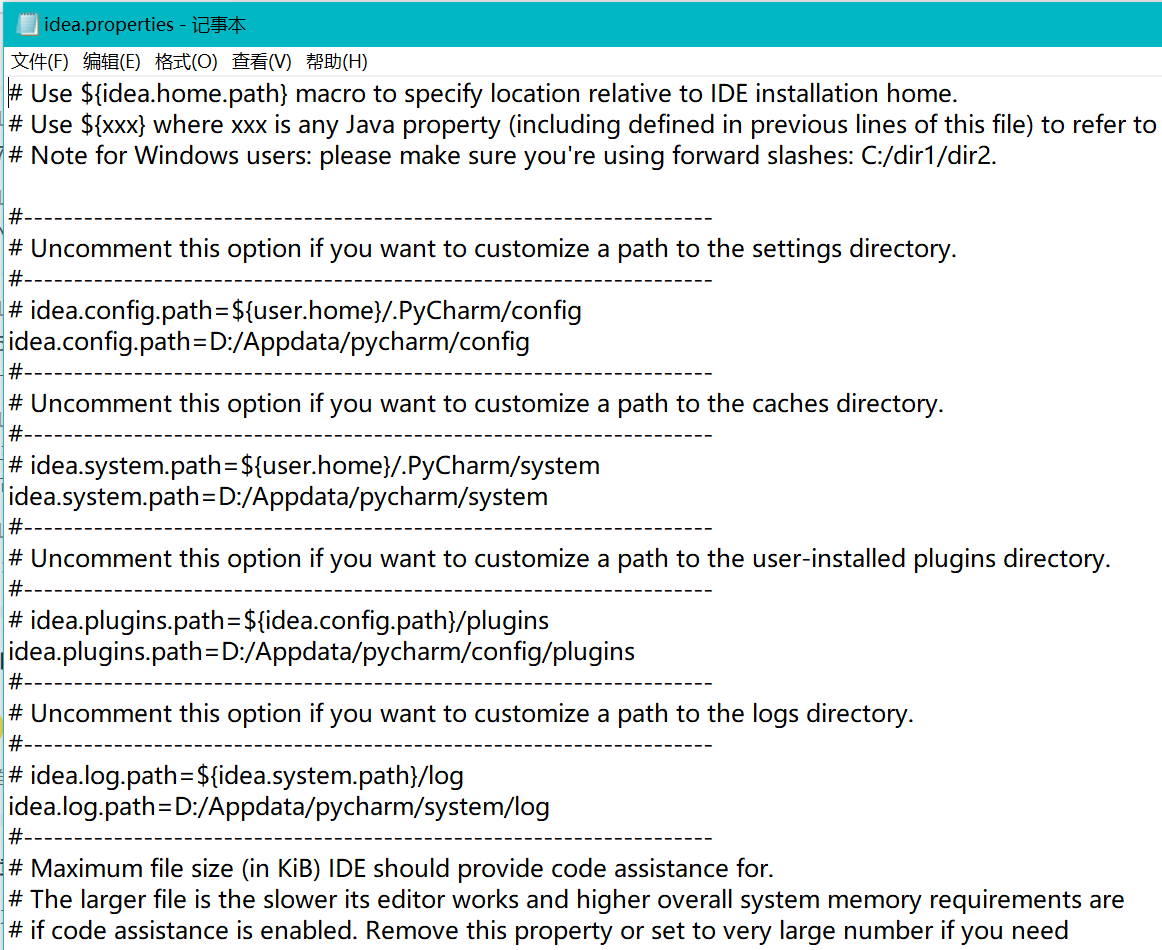 idea.properties - 记事本
文件(F) 编辑(E) 格式(O) 查看(V) 帮助(H)
# Use ${idea.home.path} macro to specify location relative to IDE installation home.
# Use ${xxx} where xxx is any Java property (including defined in previous lines of this file) to refer to
# Note for Windows users: please make sure you're using forward slashes: C:/dir1/dir2.
#---------------------------------------------------------------------
# Uncomment this option if you want to customize a path to the settings directory.
#---------------------------------------------------------------------
# idea.config.path=${user.home}/.PyCharm/config
idea.config.path=D:/Appdata/pycharm/config
#---------------------------------------------------------------------
# Uncomment this option if you want to customize a path to the caches directory.
#---------------------------------------------------------------------
# idea.system.path=${user.home}/.PyCharm/system
idea.system.path=D:/Appdata/pycharm/system
#---------------------------------------------------------------------
# Uncomment this option if you want to customize a path to the user-installed plugins directory.
#---------------------------------------------------------------------
# idea.plugins.path=${idea.config.path}/plugins
idea.plugins.path=D:/Appdata/pycharm/config/plugins
#---------------------------------------------------------------------
# Uncomment this option if you want to customize a path to the logs directory.
#---------------------------------------------------------------------
# idea.log.path=${idea.system.path}/log
idea.log.path=D:/Appdata/pycharm/system/log
#---------------------------------------------------------------------
# Maximum file size (in KiB) IDE should provide code assistance for.
# The larger file is the slower its editor works and higher overall system memory requirements are
# if code assistance is enabled. Remove this property or set to very large number if you need